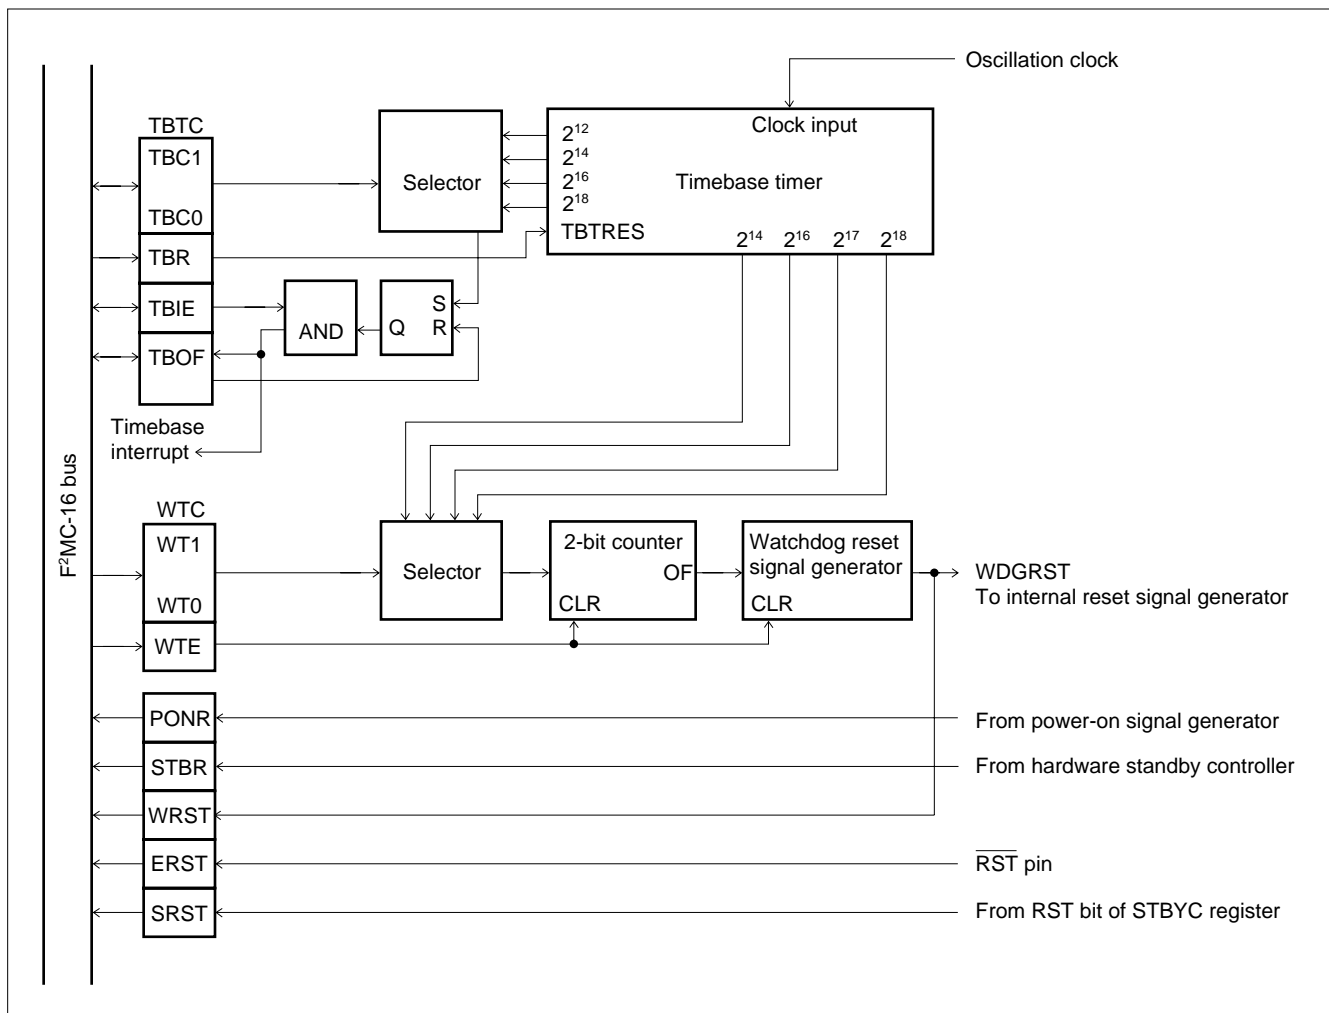 Oscillation clock
TBTC
TBC1
TBC0
TBR
TBIE
TBOF
Selector
2¹²
2¹⁴
2¹⁶
2¹⁸
TBTRES
Clock input
Timebase timer
2¹⁴ 2¹⁶ 2¹⁷ 2¹⁸
AND
S
Q R
Timebase
interrupt
F²MC-16 bus
WTC
WT1
WT0
WTE
Selector
2-bit counter
OF
CLR
Watchdog reset
signal generator
CLR
WDGRST
To internal reset signal generator
PONR
From power-on signal generator
STBR
From hardware standby controller
WRST
ERST
R̅S̅T̅ pin
SRST
From RST bit of STBYC register